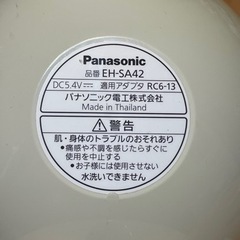 Panasonic
品番 EH-SA42
DC5.4V⎓ 適用アダプタ RC6-13
パナソニック電工株式会社
Made in Thailand
⚠警告
肌・身体のトラブルのおそれあり
•痛感や不調を感じたらすぐに
使用を中止する
•お子様には使用させない
水洗いできません